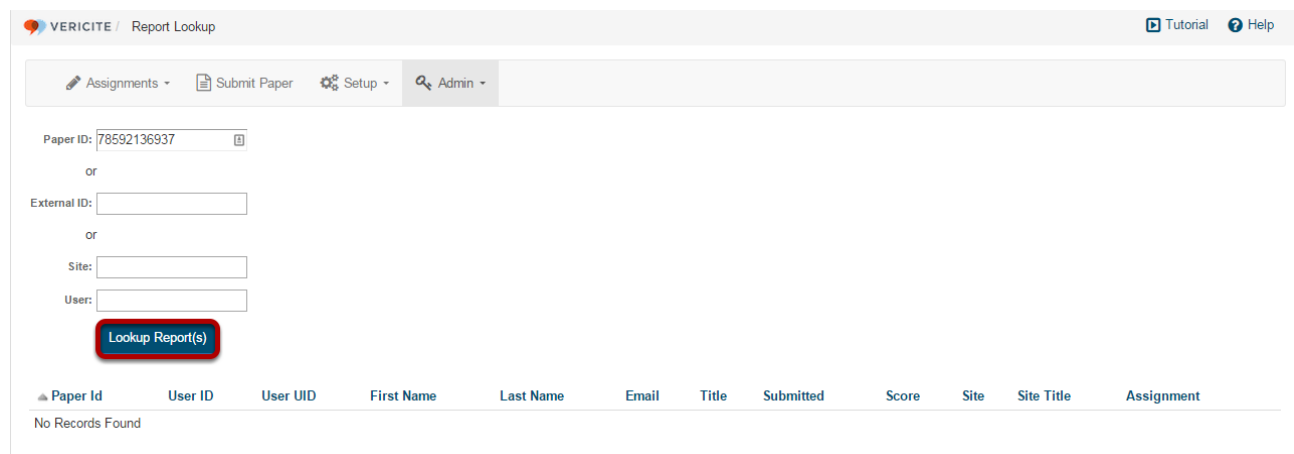 VERICITE / Report Lookup Tutorial Help
Assignments Submit Paper Setup Admin
Paper ID: 78592136937
or
External ID:
or
Site:
User:
Lookup Report(s)
Paper Id User ID User UID First Name Last Name Email Title Submitted Score Site Site Title Assignment
No Records Found